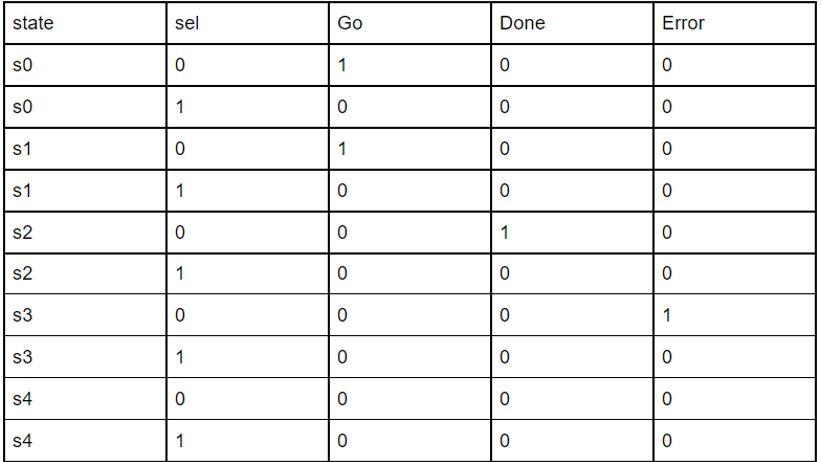 state sel Go Done Error
s0 0 1 0 0
s0 1 0 0 0
s1 0 1 0 0
s1 1 0 0 0
s2 0 0 1 0
s2 1 0 0 0
s3 0 0 0 1
s3 1 0 0 0
s4 0 0 0 0
s4 1 0 0 0